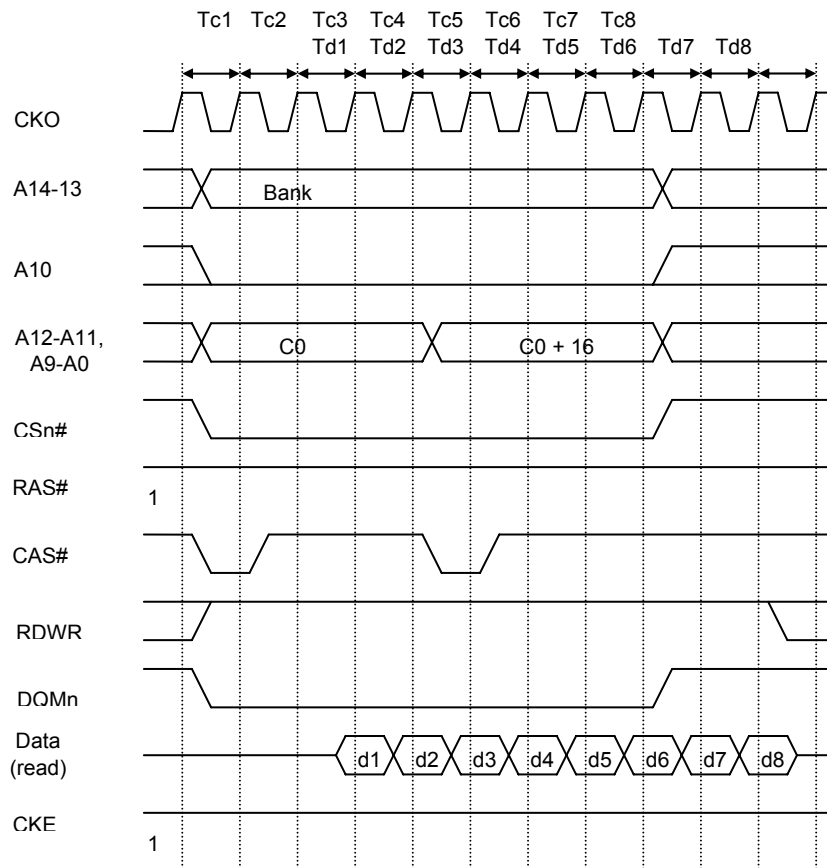 Tc1 Tc2 Tc3 Tc4 Tc5 Tc6 Tc7 Tc8
Td1 Td2 Td3 Td4 Td5 Td6 Td7 Td8
CKO
A14-13
Bank
A10
A12-A11,
A9-A0
C0
C0 + 16
CSn#
RAS#
1
CAS#
RDWR
DQMn
Data
(read)
d1 d2 d3 d4 d5 d6 d7 d8
CKE
1